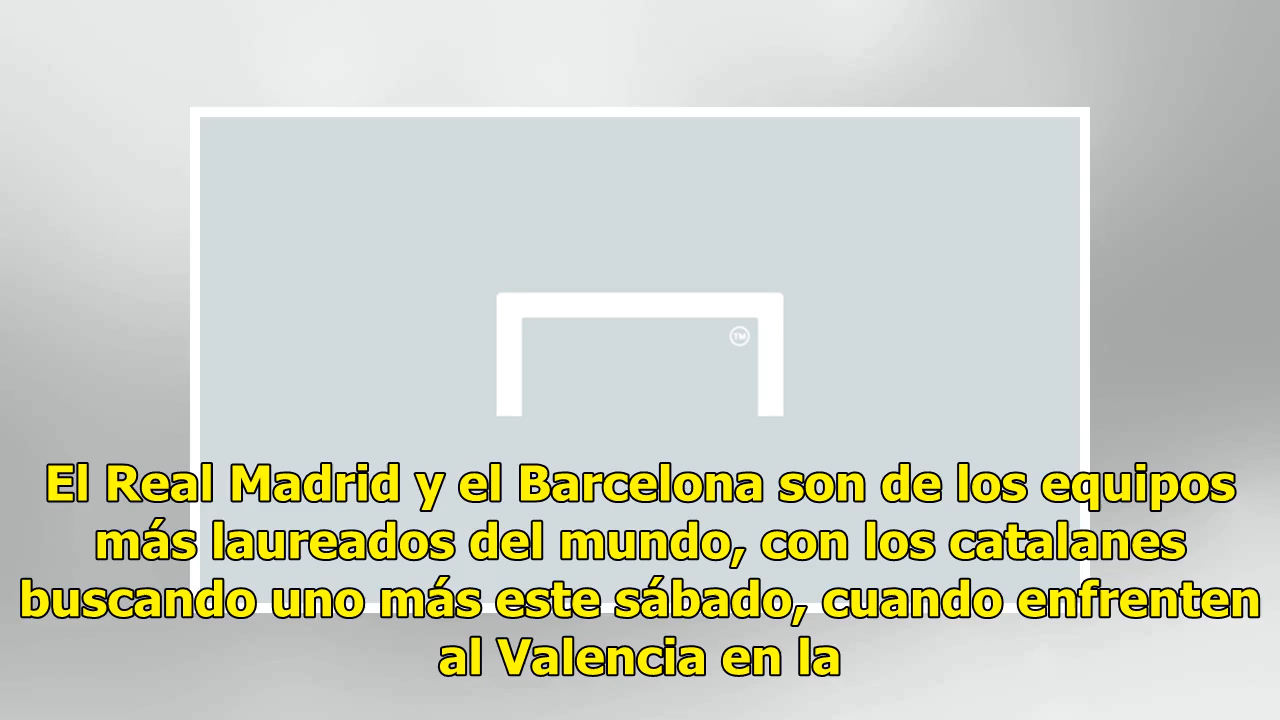 TM
El Real Madrid y el Barcelona son de los equipos
más laureados del mundo, con los catalanes
buscando uno más este sábado, cuando enfrenten
al Valencia en la